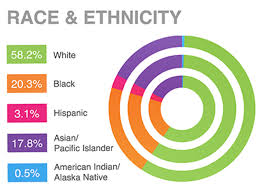 RACE & ETHNICITY
58.2% White
20.3% Black
3.1% Hispanic
17.8% Asian/
Pacific Islander
0.5% American Indian/
Alaska Native